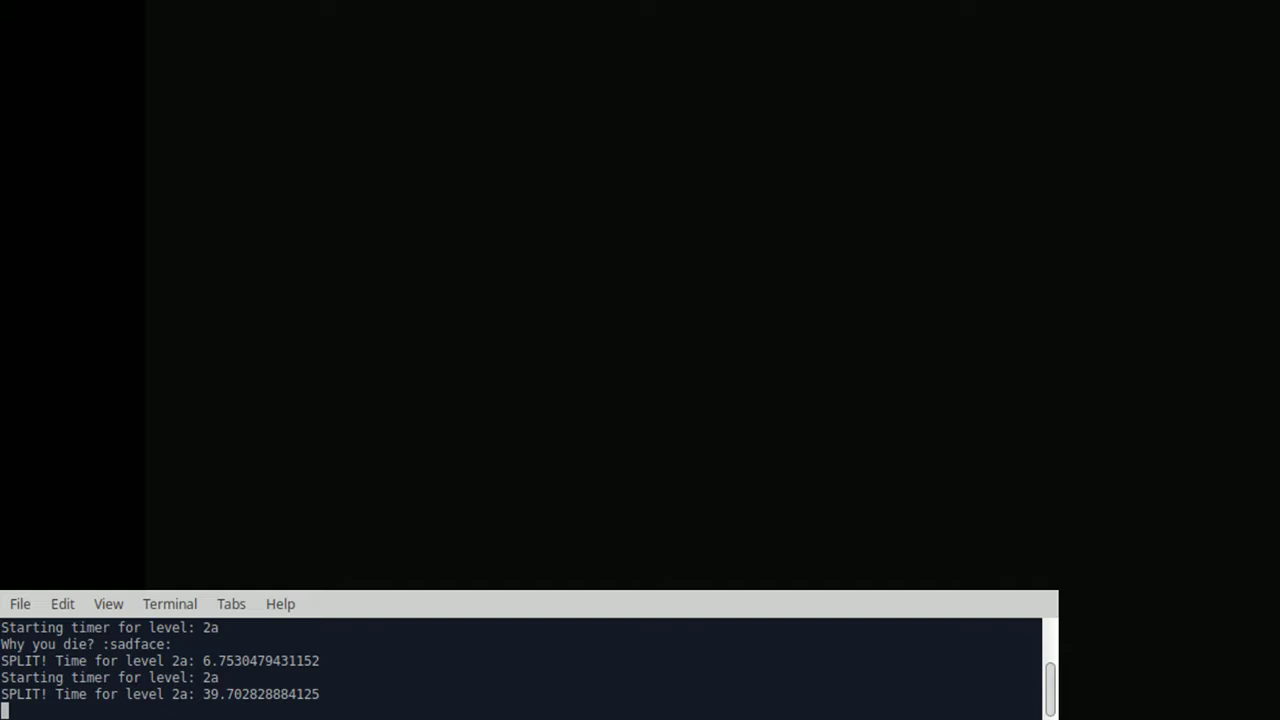 File Edit View Terminal Tabs Help
Starting timer for level: 2a
Why you die? :sadface:
SPLIT! Time for level 2a: 6.7530479431152
Starting timer for level: 2a
SPLIT! Time for level 2a: 39.702828884125